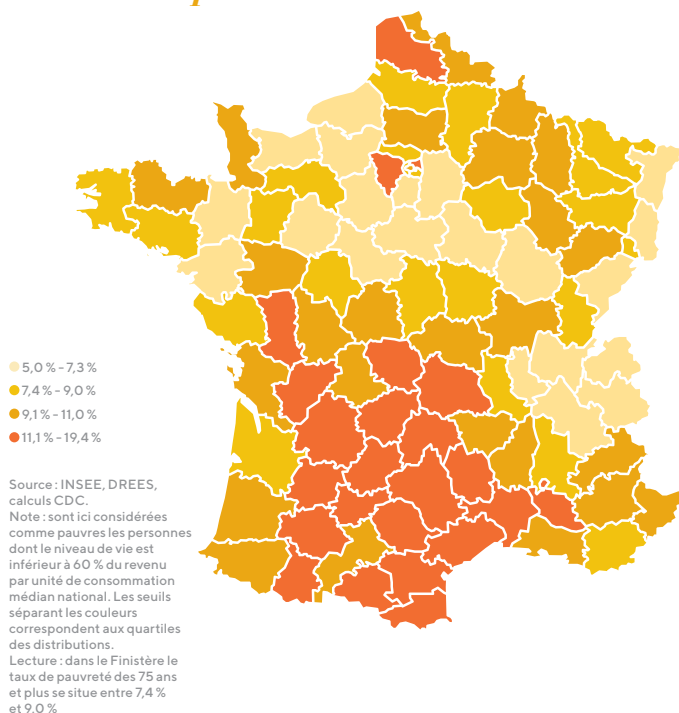 5,0 % - 7,3 %
7,4 % - 9,0 %
9,1 % - 11,0 %
11,1 % - 19,4 %
Source : INSEE, DREES,
calculs CDC.
Note : sont ici considérées
comme pauvres les personnes
dont le niveau de vie est
inférieur à 60 % du revenu
par unité de consommation
médian national. Les seuils
séparant les couleurs
correspondent aux quartiles
des distributions.
Lecture : dans le Finistère le
taux de pauvreté des 75 ans
et plus se situe entre 7,4 %
et 9,0 %